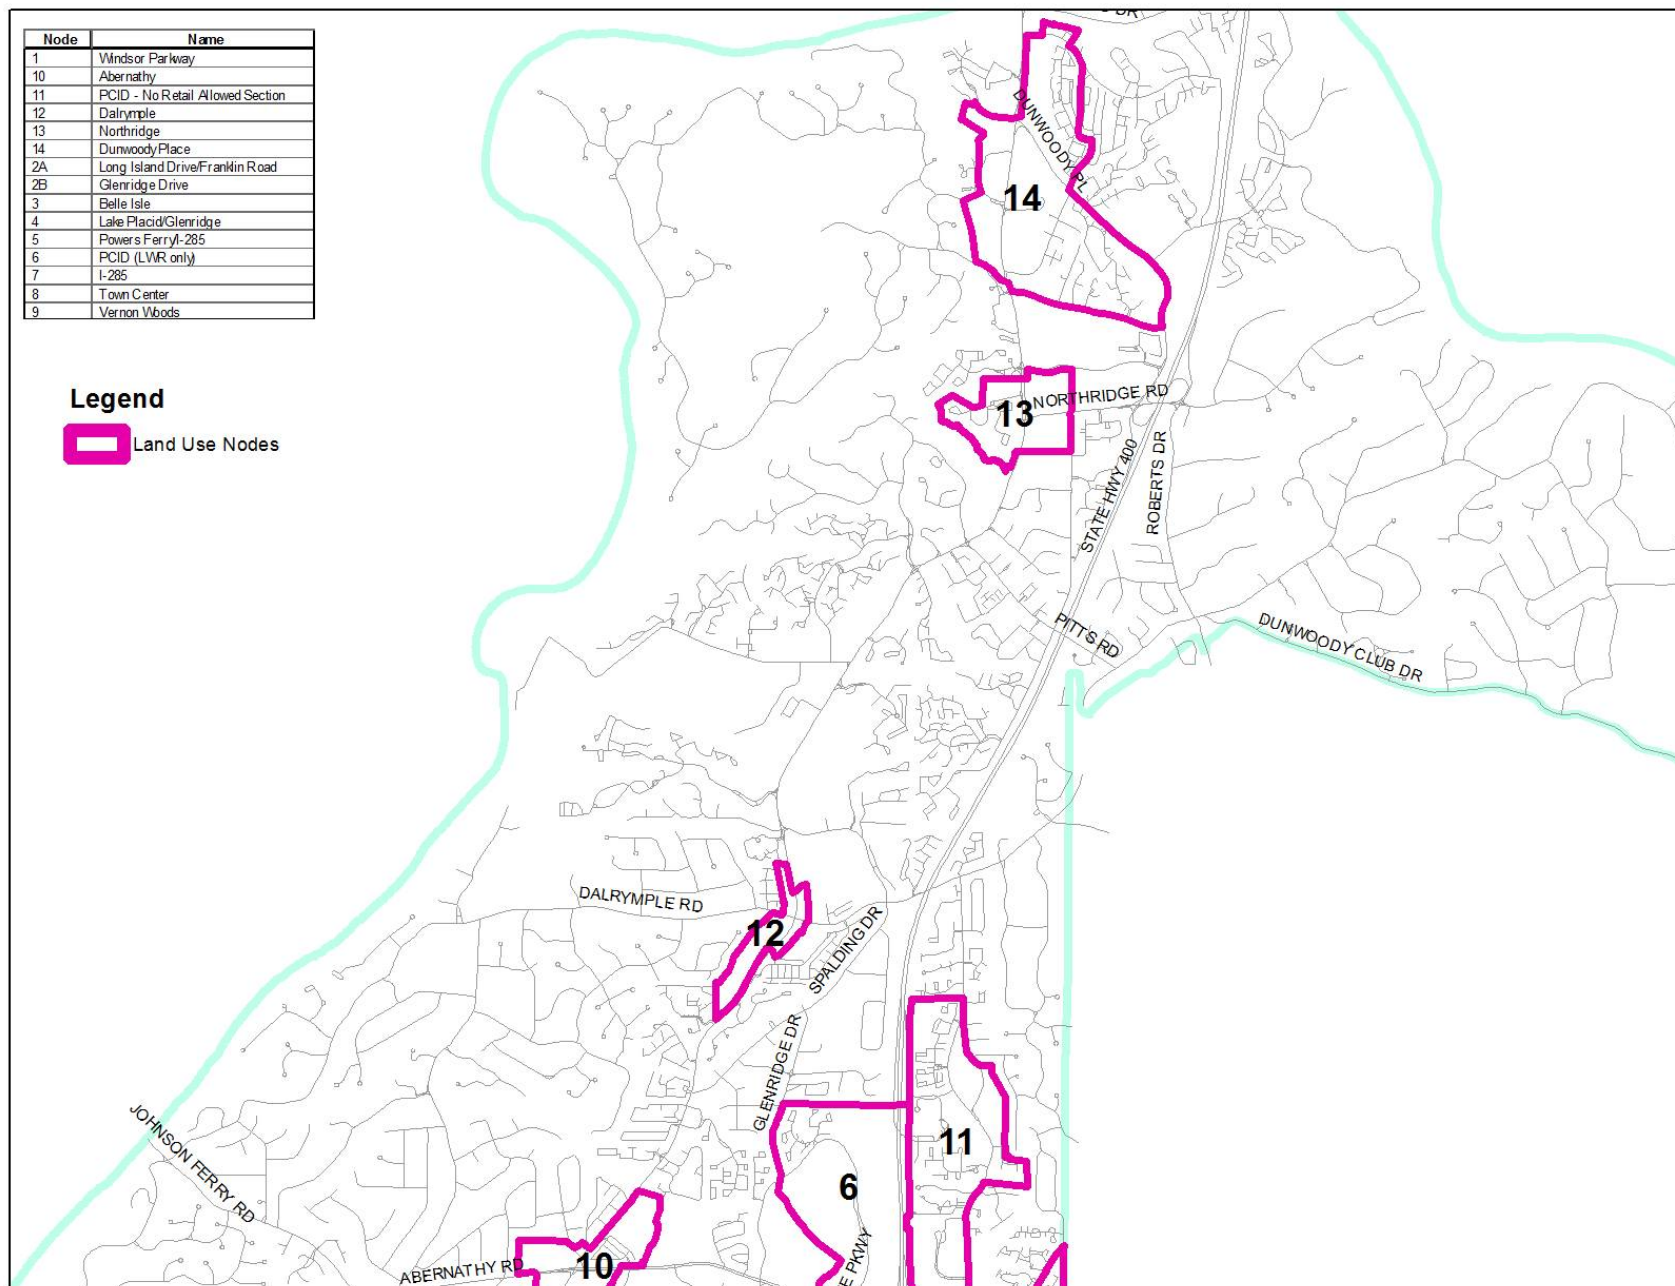 Node Name
1 Windsor Parkway
10 Abernathy
11 PCID - No Retail Allowed Section
12 Dalrymple
13 Northridge
14 Dunwoody Place
2A Long Island Drive/Franklin Road
2B Glenridge Drive
3 Belle Isle
4 Lake Placid/Glenridge
5 Powers Ferry/I-285
6 PCID (LWR only)
7 I-285
8 Town Center
9 Vernon Woods
Legend
Land Use Nodes
DR
DUNWOODY PL
14
NORTHRIDGE RD
13
STATE HWY 400
ROBERTS DR
PITTS RD
DUNWOODY CLUB DR
DALRYMPLE RD
12
SPALDING DR
GLENRIDGE DR
JOHNSON FERRY RD
11
6
E PKWY
10
ABERNATHY RD